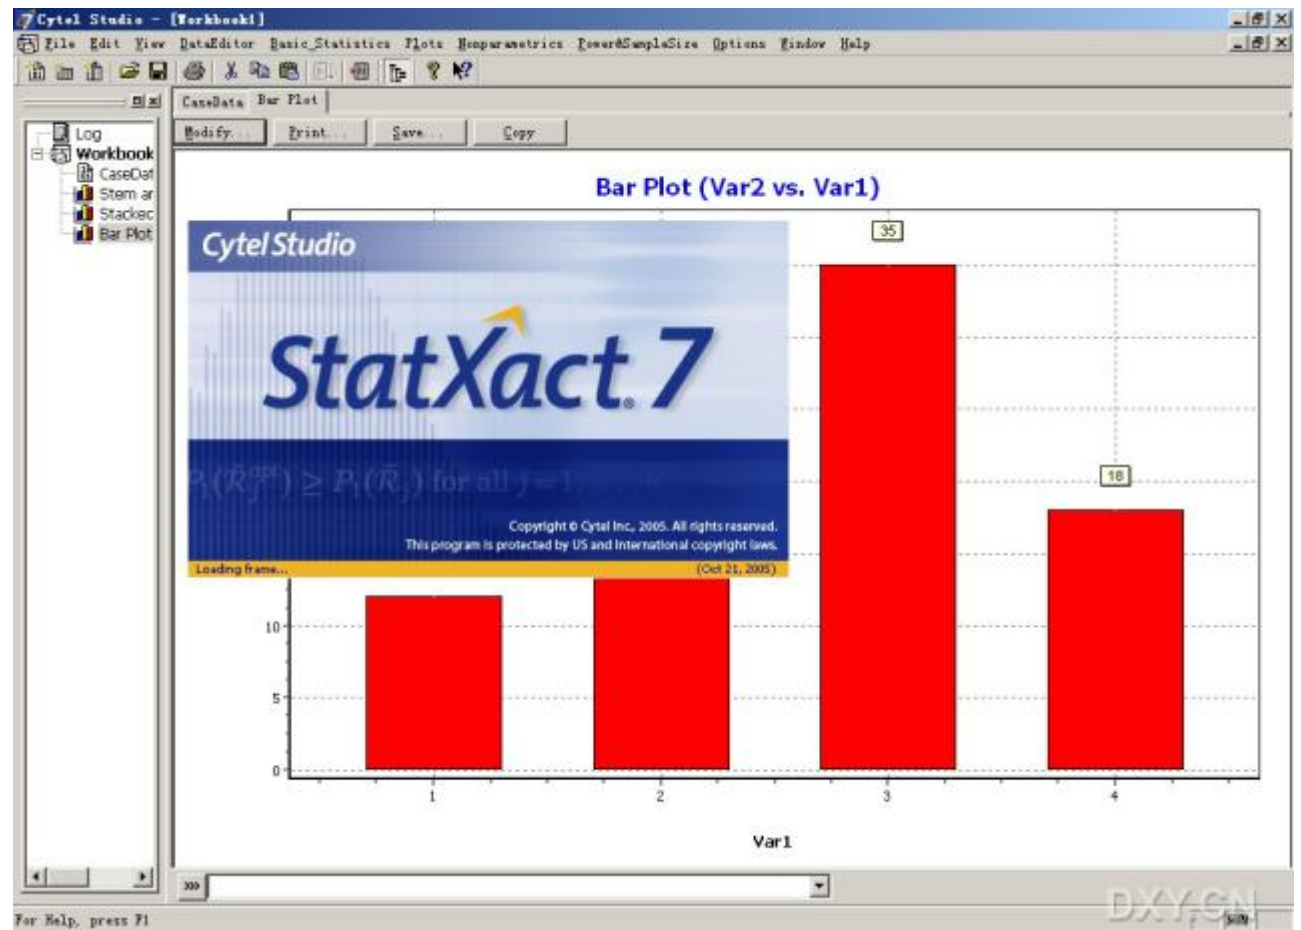 Cytel Studio - [Workbook1]
File Edit View DataEditor Basic_Statistics Plots Nonparametrics Power&SampleSize Options Window Help
CaseData Bar Plot
Modify... Print... Save... Copy
Log
Workbook
CaseDat
Stem ar
Stackec
Bar Plot
Bar Plot (Var2 vs. Var1)
35
Cytel Studio
StatXact® 7
18
for all j=1,
Copyright © Cytel Inc., 2005. All rights reserved.
This program is protected by US and International copyright laws.
Loading frame... (Oct 21, 2005)
10
5
0
1 2 3 4
Var1
>>>
DXY.CN
For Help, press F1